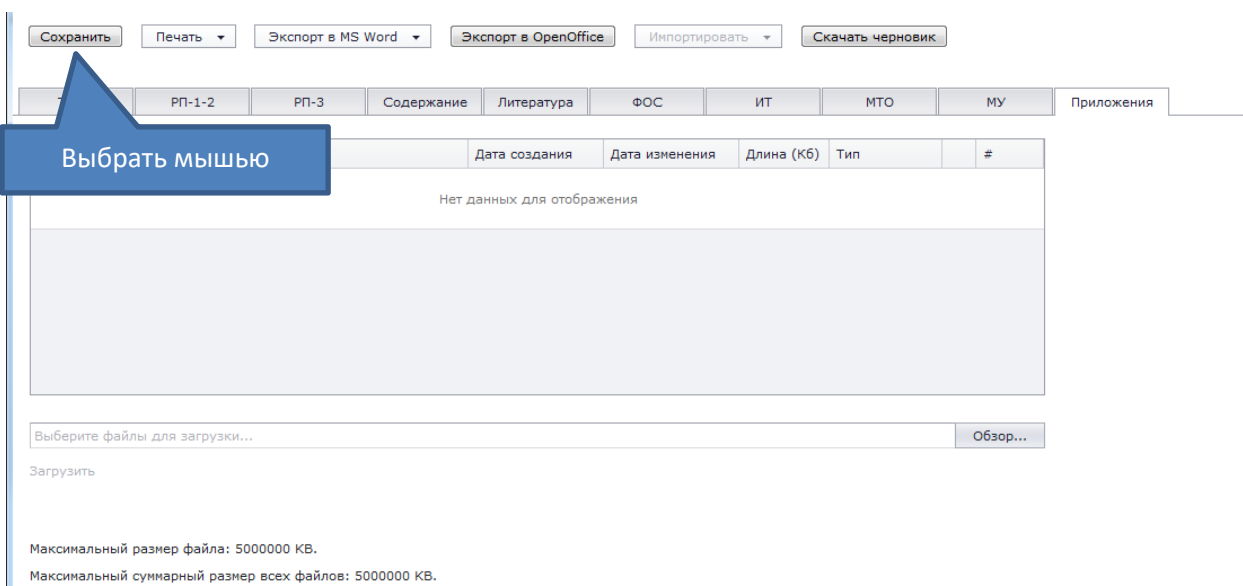 Сохранить Печать Экспорт в MS Word Экспорт в OpenOffice Импортировать Скачать черновик
РП-1-2 РП-3 Содержание Литература ФОС ИТ МТО МУ Приложения
Выбрать мышью
Дата создания Дата изменения Длина (Кб) Тип #
Нет данных для отображения
Выберите файлы для загрузки... Обзор...
Загрузить
Максимальный размер файла: 5000000 КВ.
Максимальный суммарный размер всех файлов: 5000000 КВ.